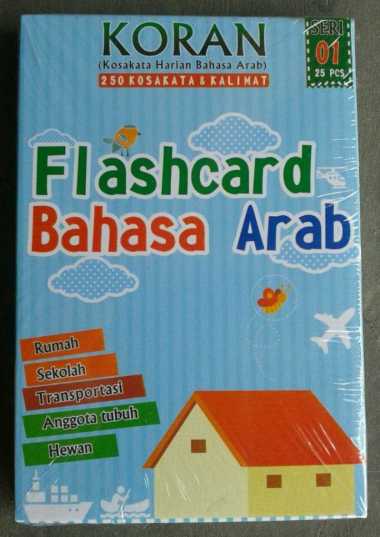 KORAN
(Kosakata Harian Bahasa Arab)
250 KOSAKATA & KALIMAT
SERI
01
25 PCS
Flashcard
Bahasa Arab
Rumah
Sekolah
Transportasi
Anggota tubuh
Hewan